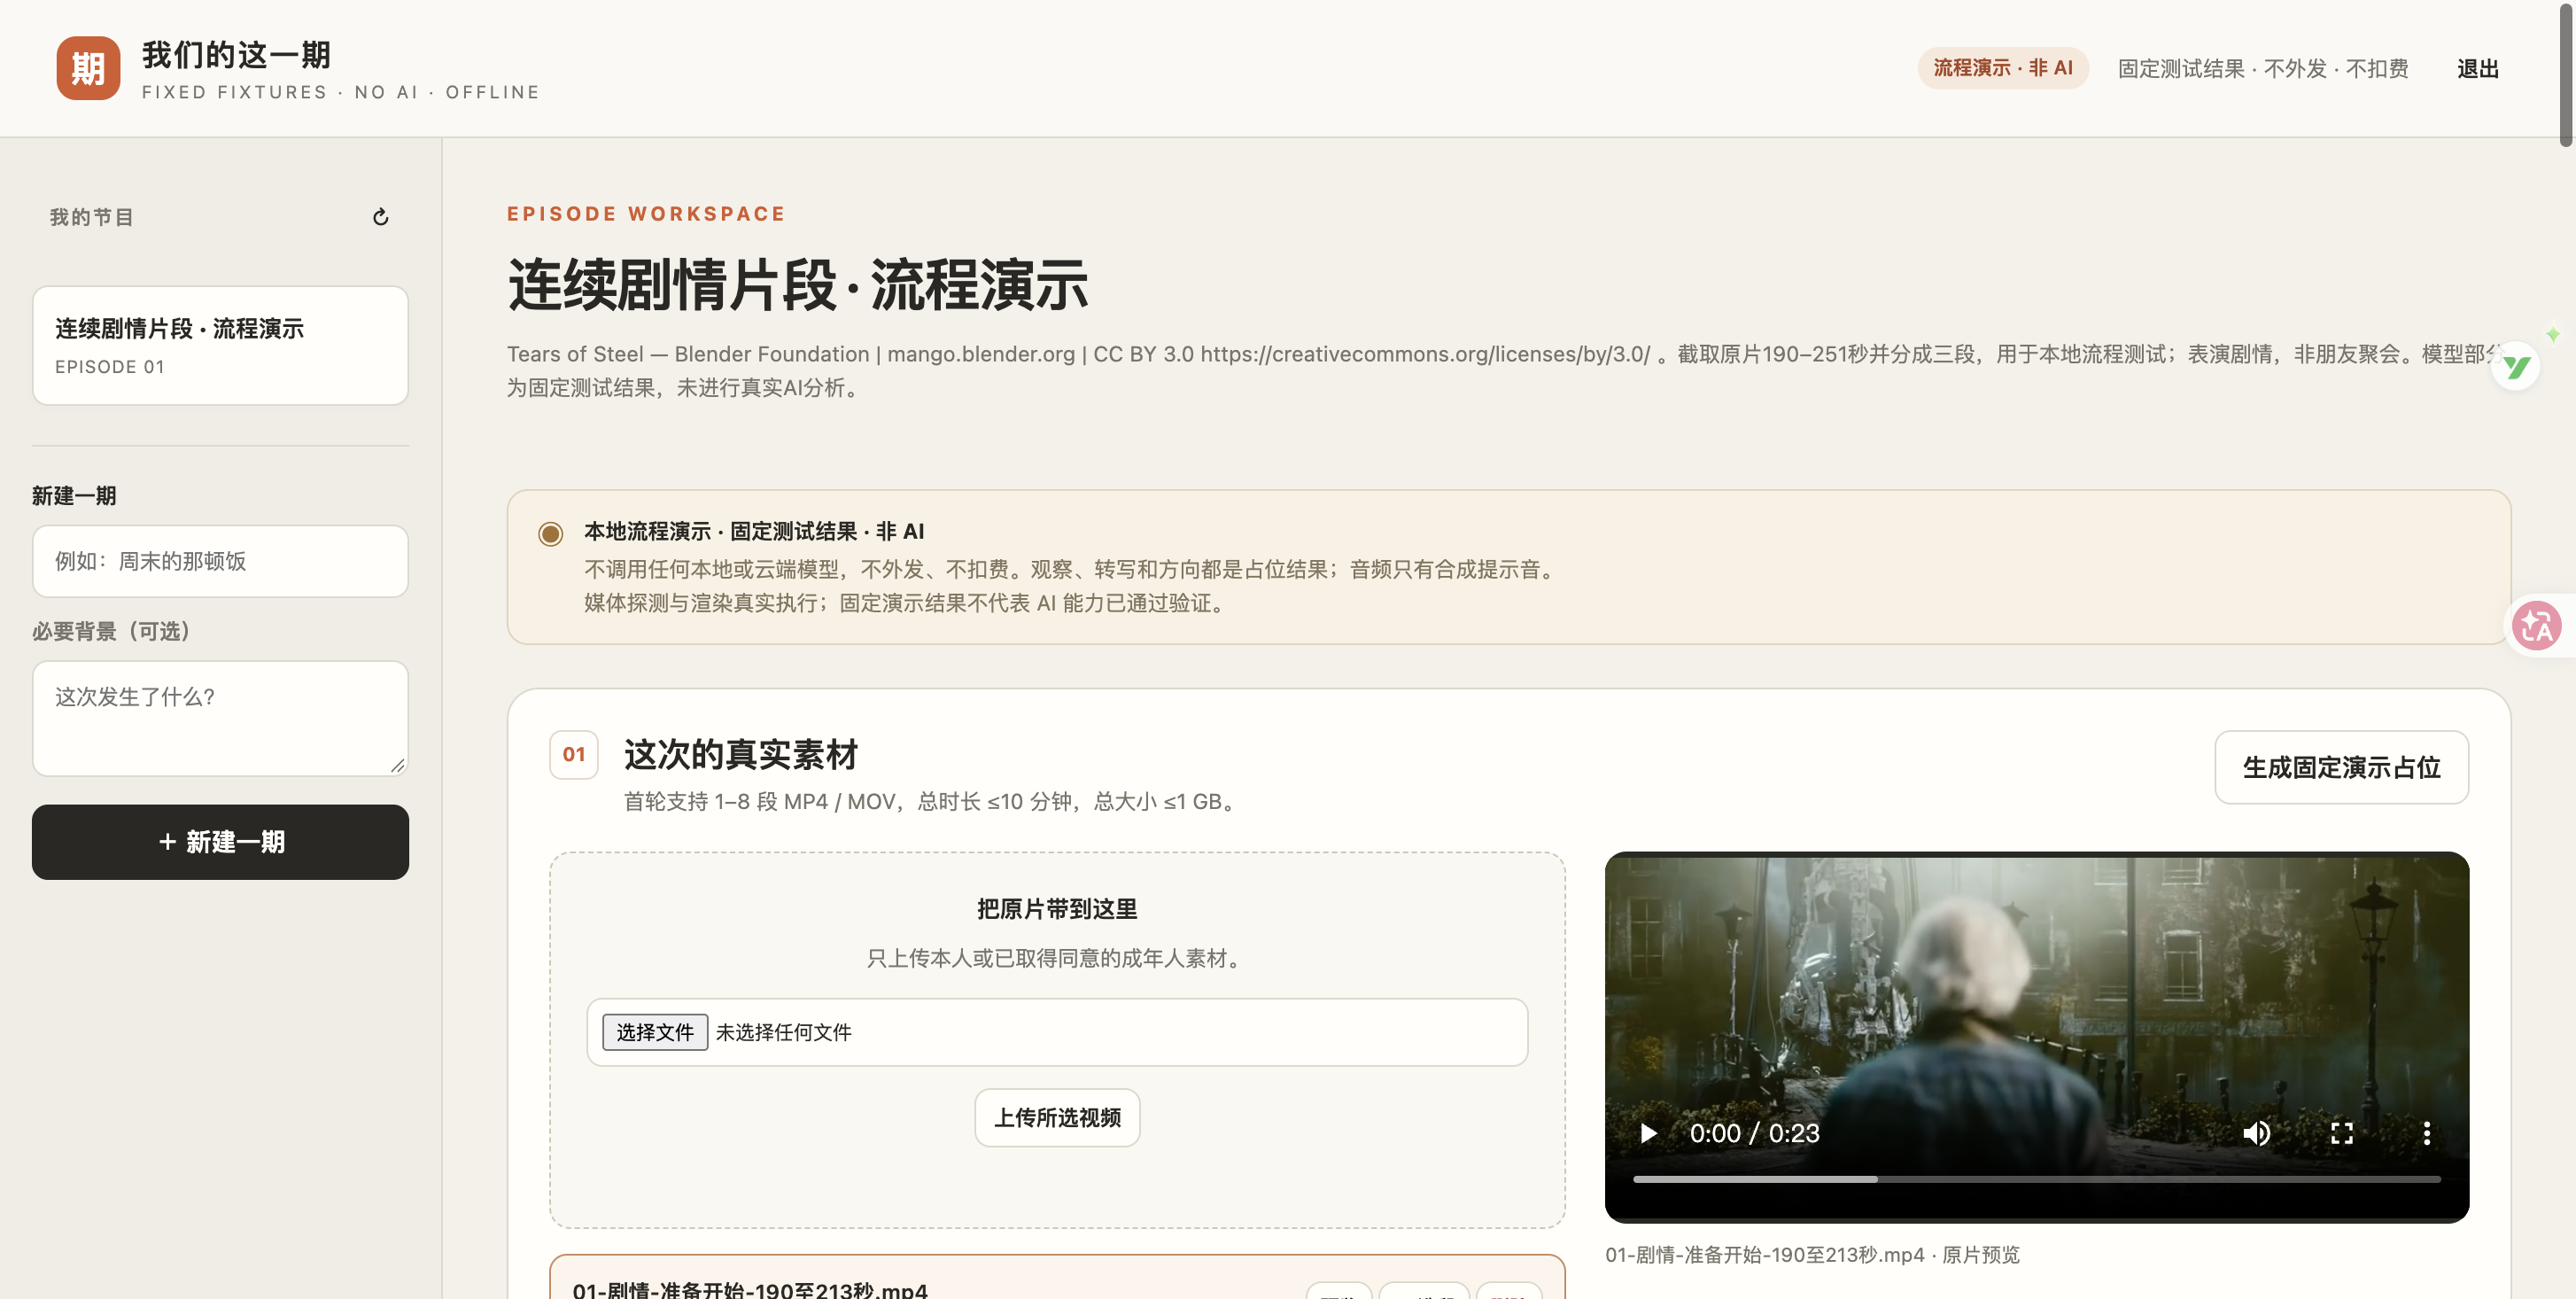 期
我们的这一期
FIXED FIXTURES · NO AI · OFFLINE
流程演示 · 非 AI
固定测试结果 · 不外发 · 不扣费
退出
我的节目
连续剧情片段 · 流程演示
EPISODE 01
新建一期
例如：周末的那顿饭
必要背景（可选）
这次发生了什么？
+ 新建一期
EPISODE WORKSPACE
连续剧情片段 · 流程演示
Tears of Steel — Blender Foundation | mango.blender.org | CC BY 3.0 https://creativecommons.org/licenses/by/3.0/ 。截取原片190–251秒并分成三段，用于本地流程测试；表演剧情，非朋友聚会。模型部分
为固定测试结果，未进行真实AI分析。
本地流程演示 · 固定测试结果 · 非 AI
不调用任何本地或云端模型，不外发、不扣费。观察、转写和方向都是占位结果；音频只有合成提示音。
媒体探测与渲染真实执行；固定演示结果不代表 AI 能力已通过验证。
01
这次的真实素材
首轮支持 1–8 段 MP4 / MOV，总时长 ≤10 分钟，总大小 ≤1 GB。
生成固定演示占位
把原片带到这里
只上传本人或已取得同意的成年人素材。
选择文件 未选择任何文件
上传所选视频
0:00 / 0:23
01-剧情-准备开始-190至213秒.mp4 · 原片预览
01-剧情-准备开始-190至213秒.mp4